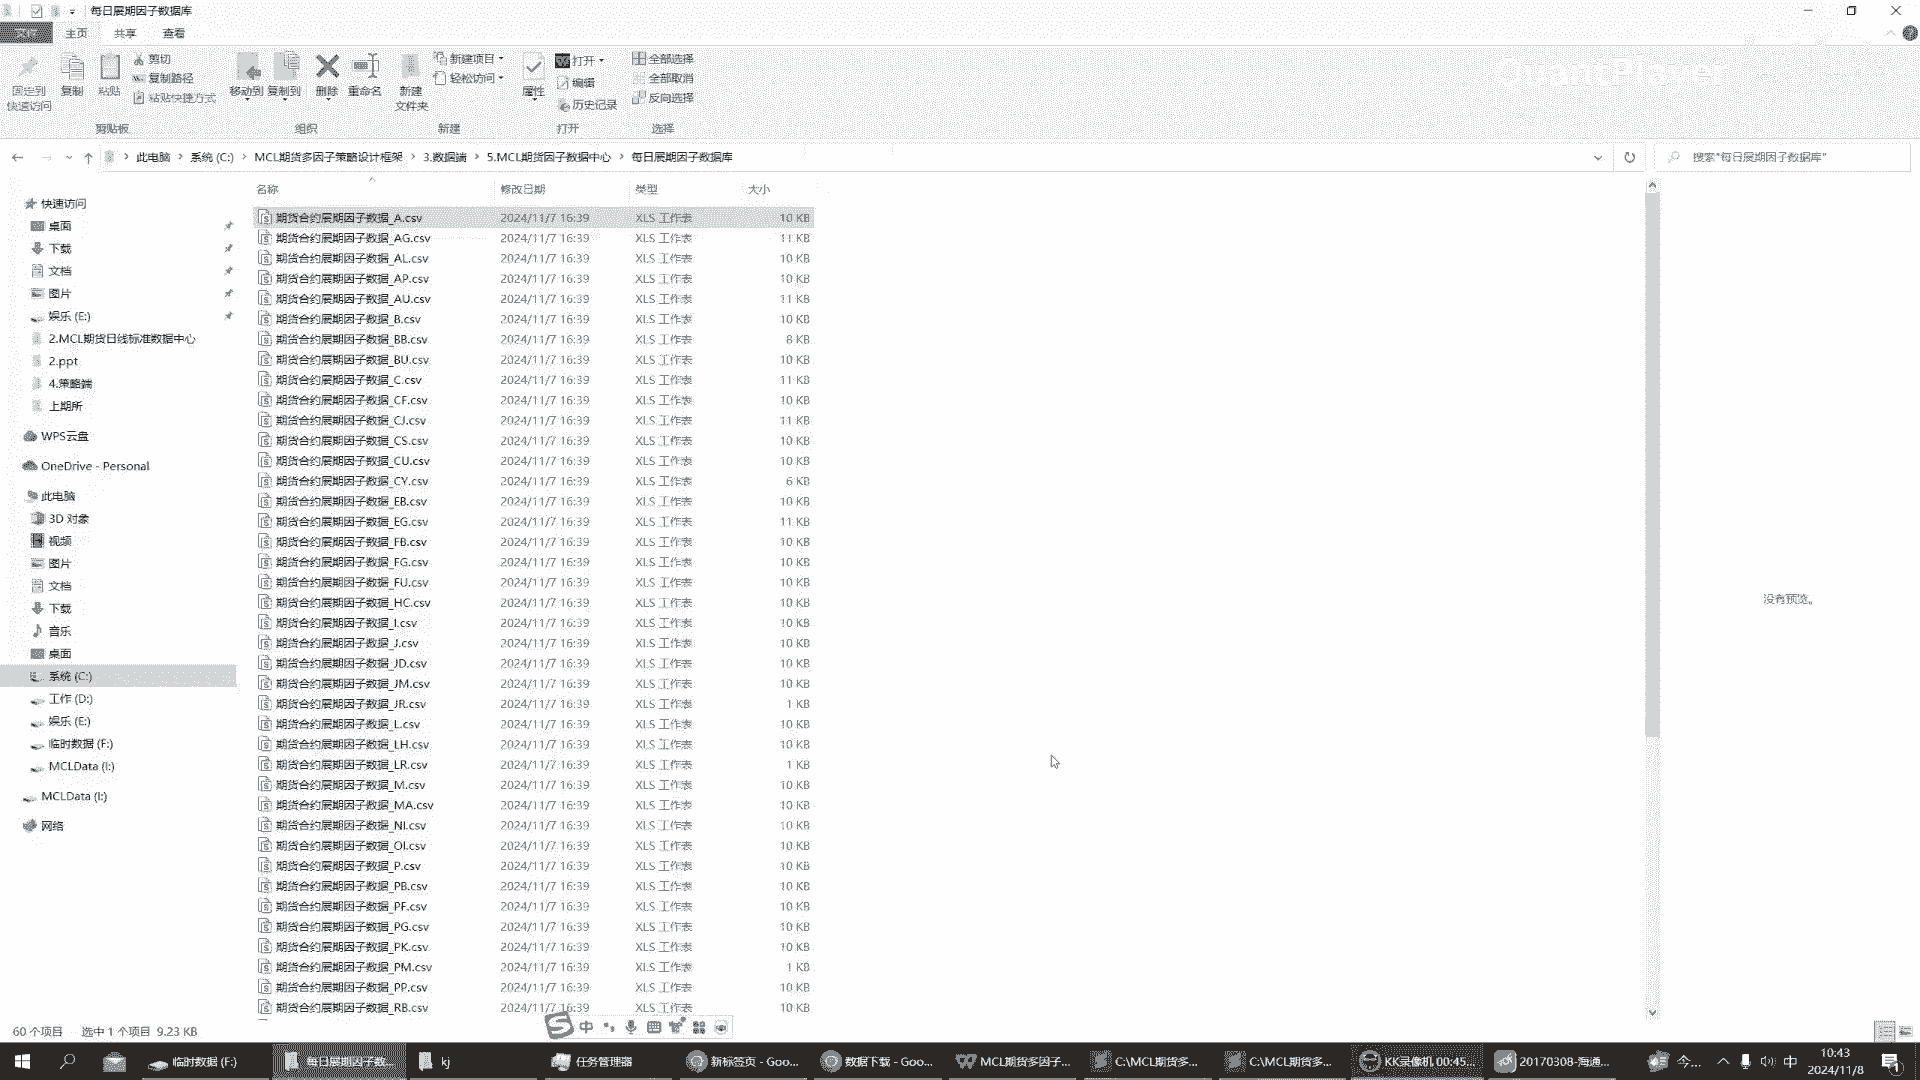 每日展期因子数据库
文件 主页 共享 查看
固定到快速访问
复制
粘贴
剪切
复制路径
粘贴快捷方式
剪贴板
移动到 复制到 删除 重命名
组织
新建文件夹
新建项目
轻松访问
新建
属性
打开
编辑
历史记录
打开
全部选择
全部取消
反向选择
选择
QuantPlayer
此电脑 > 系统 (C:) > MCL期货多因子策略设计框架 > 3.数据端 > 5.MCL期货因子数据中心 > 每日展期因子数据库
搜索"每日展期因子数据库"
快速访问
桌面
下载
文档
图片
娱乐 (E:)
2.MCL期货日线标准数据中心
2.ppt
4.策略端
上期所
WPS云盘
OneDrive - Personal
此电脑
3D 对象
视频
图片
文档
下载
音乐
桌面
系统 (C:)
工作 (D:)
娱乐 (E:)
临时数据 (F:)
MCLData (I:)
MCLData (I:)
网络
名称 修改日期 类型 大小
期货合约展期因子数据_A.csv 2024/11/7 16:39 XLS 工作表 10 KB
期货合约展期因子数据_AG.csv 2024/11/7 16:39 XLS 工作表 11 KB
期货合约展期因子数据_AL.csv 2024/11/7 16:39 XLS 工作表 10 KB
期货合约展期因子数据_AP.csv 2024/11/7 16:39 XLS 工作表 10 KB
期货合约展期因子数据_AU.csv 2024/11/7 16:39 XLS 工作表 11 KB
期货合约展期因子数据_B.csv 2024/11/7 16:39 XLS 工作表 10 KB
期货合约展期因子数据_BB.csv 2024/11/7 16:39 XLS 工作表 8 KB
期货合约展期因子数据_BU.csv 2024/11/7 16:39 XLS 工作表 10 KB
期货合约展期因子数据_C.csv 2024/11/7 16:39 XLS 工作表 11 KB
期货合约展期因子数据_CF.csv 2024/11/7 16:39 XLS 工作表 10 KB
期货合约展期因子数据_CJ.csv 2024/11/7 16:39 XLS 工作表 11 KB
期货合约展期因子数据_CS.csv 2024/11/7 16:39 XLS 工作表 10 KB
期货合约展期因子数据_CU.csv 2024/11/7 16:39 XLS 工作表 10 KB
期货合约展期因子数据_CY.csv 2024/11/7 16:39 XLS 工作表 6 KB
期货合约展期因子数据_EB.csv 2024/11/7 16:39 XLS 工作表 10 KB
期货合约展期因子数据_EG.csv 2024/11/7 16:39 XLS 工作表 11 KB
期货合约展期因子数据_FB.csv 2024/11/7 16:39 XLS 工作表 10 KB
期货合约展期因子数据_FG.csv 2024/11/7 16:39 XLS 工作表 10 KB
期货合约展期因子数据_FU.csv 2024/11/7 16:39 XLS 工作表 10 KB
期货合约展期因子数据_HC.csv 2024/11/7 16:39 XLS 工作表 10 KB
期货合约展期因子数据_I.csv 2024/11/7 16:39 XLS 工作表 10 KB
期货合约展期因子数据_J.csv 2024/11/7 16:39 XLS 工作表 10 KB
期货合约展期因子数据_JD.csv 2024/11/7 16:39 XLS 工作表 10 KB
期货合约展期因子数据_JM.csv 2024/11/7 16:39 XLS 工作表 10 KB
期货合约展期因子数据_JR.csv 2024/11/7 16:39 XLS 工作表 1 KB
期货合约展期因子数据_L.csv 2024/11/7 16:39 XLS 工作表 10 KB
期货合约展期因子数据_LH.csv 2024/11/7 16:39 XLS 工作表 10 KB
期货合约展期因子数据_LR.csv 2024/11/7 16:39 XLS 工作表 1 KB
期货合约展期因子数据_M.csv 2024/11/7 16:39 XLS 工作表 10 KB
期货合约展期因子数据_MA.csv 2024/11/7 16:39 XLS 工作表 10 KB
期货合约展期因子数据_NI.csv 2024/11/7 16:39 XLS 工作表 10 KB
期货合约展期因子数据_OI.csv 2024/11/7 16:39 XLS 工作表 10 KB
期货合约展期因子数据_P.csv 2024/11/7 16:39 XLS 工作表 10 KB
期货合约展期因子数据_PB.csv 2024/11/7 16:39 XLS 工作表 10 KB
期货合约展期因子数据_PF.csv 2024/11/7 16:39 XLS 工作表 10 KB
期货合约展期因子数据_PG.csv 2024/11/7 16:39 XLS 工作表 10 KB
期货合约展期因子数据_PK.csv 2024/11/7 16:39 XLS 工作表 10 KB
期货合约展期因子数据_PM.csv 2024/11/7 16:39 XLS 工作表 1 KB
期货合约展期因子数据_PP.csv 2024/11/7 16:39 XLS 工作表 10 KB
期货合约展期因子数据_RB.csv 2024/11/7 16:39 XLS 工作表 10 KB
没有预览。
60 个项目 选中 1 个项目 9.23 KB
中
临时数据 (F:) 每日展期因子数... kj 任务管理器 新标签页 - Goo... 数据下载 - Goo... MCL期货多因子... C:\MCL期货多... C:\MCL期货多... KK录像机 00:45... 20170308-海通... 今... 中
10:43
2024/11/8